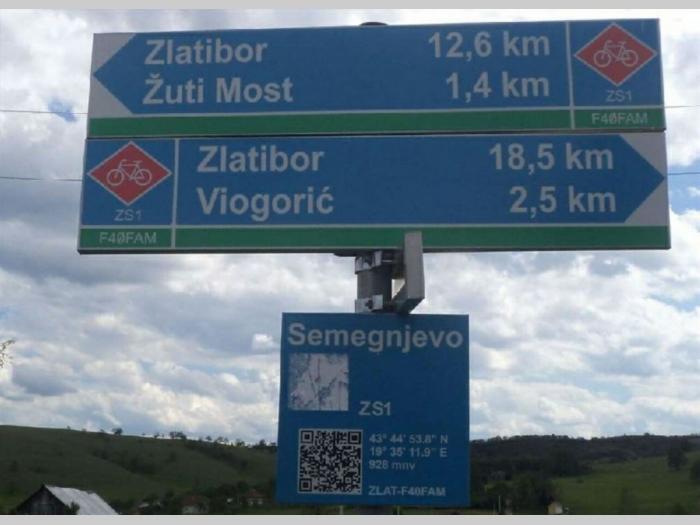 Zlatibor 12,6 km
Žuti Most 1,4 km
ZS1
F40FAM
Zlatibor 18,5 km
Viogorić 2,5 km
ZS1
F40FAM
Semegnjevo
ZS1
43° 44' 53.8" N
19° 35' 11.9" E
928 mnv
ZLAT-F40FAM